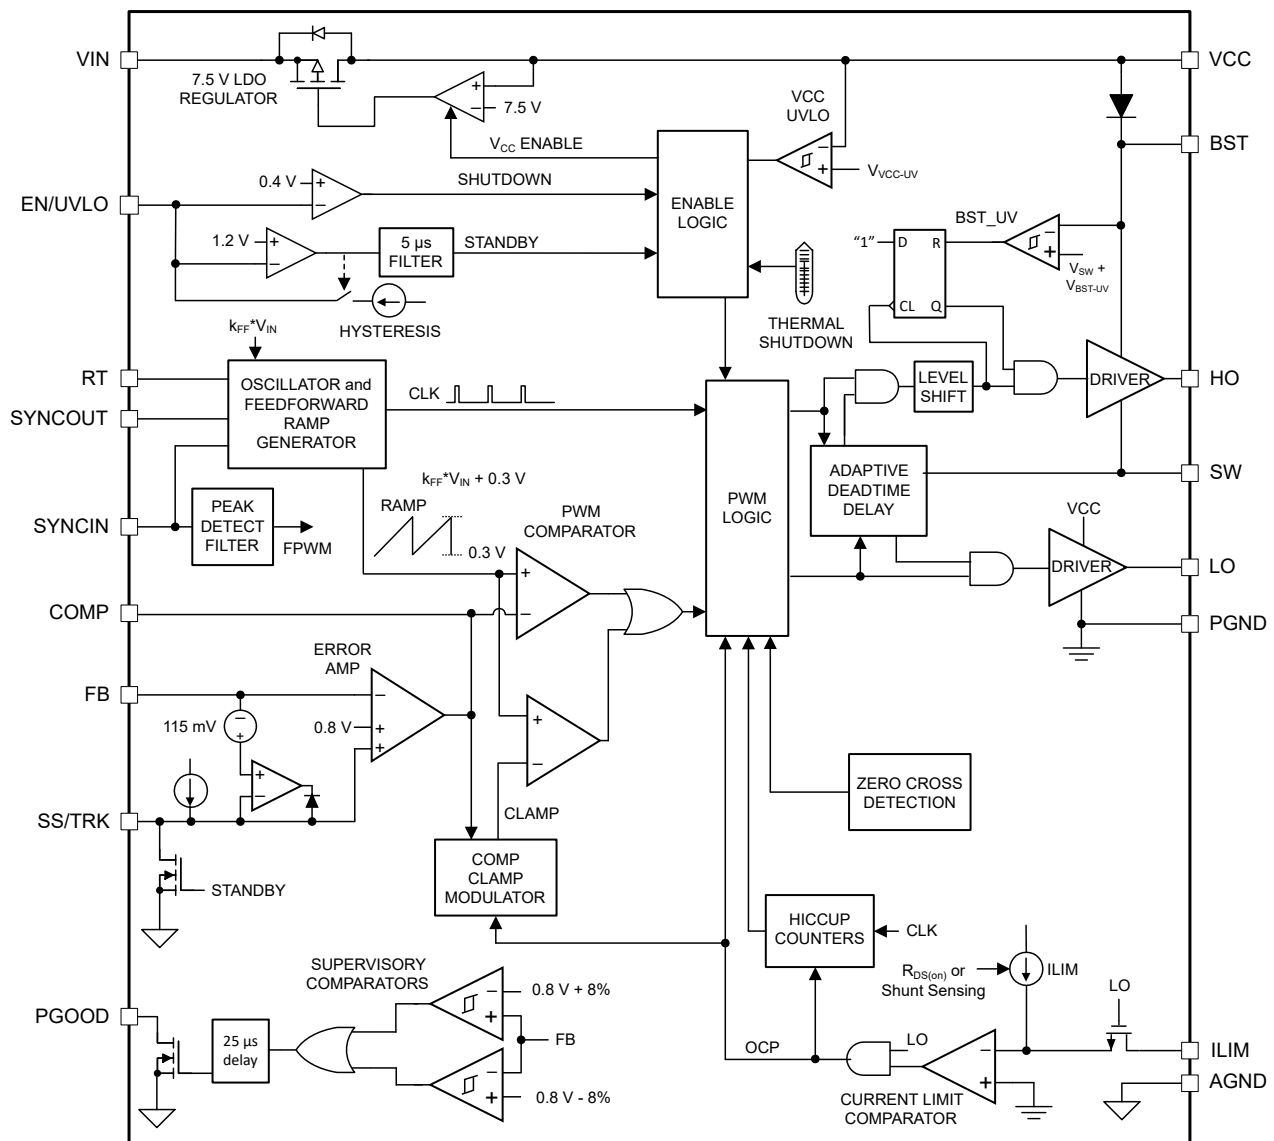 VIN
7.5 V LDO
REGULATOR
+
−
7.5 V
VCC
UVLO
−
+
VVCC-UV
VCC
BST
VCC ENABLE
EN/UVLO
0.4 V
+
−
SHUTDOWN
1.2 V
+
−
5 µs
FILTER
STANDBY
HYSTERESIS
ENABLE
LOGIC
THERMAL
SHUTDOWN
BST_UV
−
+
VSW +
VBST-UV
“1”
D
R
CL
Q
kFF*VIN
RT
SYNCOUT
OSCILLATOR and
FEEDFORWARD
RAMP
GENERATOR
CLK
LEVEL
SHIFT
DRIVER
HO
SYNCIN
PEAK
DETECT
FILTER
FPWM
kFF*VIN + 0.3 V
RAMP
0.3 V
PWM
COMPARATOR
+
−
PWM
LOGIC
ADAPTIVE
DEADTIME
DELAY
SW
VCC
DRIVER
LO
PGND
COMP
ERROR
AMP
FB
−
+
+
0.8 V
115 mV
−
+
+
−
SS/TRK
STANDBY
+
−
CLAMP
COMP
CLAMP
MODULATOR
ZERO CROSS
DETECTION
HICCUP
COUNTERS
CLK
RDS(on) or
Shunt Sensing
ILIM
LO
SUPERVISORY
COMPARATORS
−
+
0.8 V + 8%
FB
−
+
0.8 V - 8%
PGOOD
25 µs
delay
OCP
LO
−
+
CURRENT LIMIT
COMPARATOR
ILIM
AGND